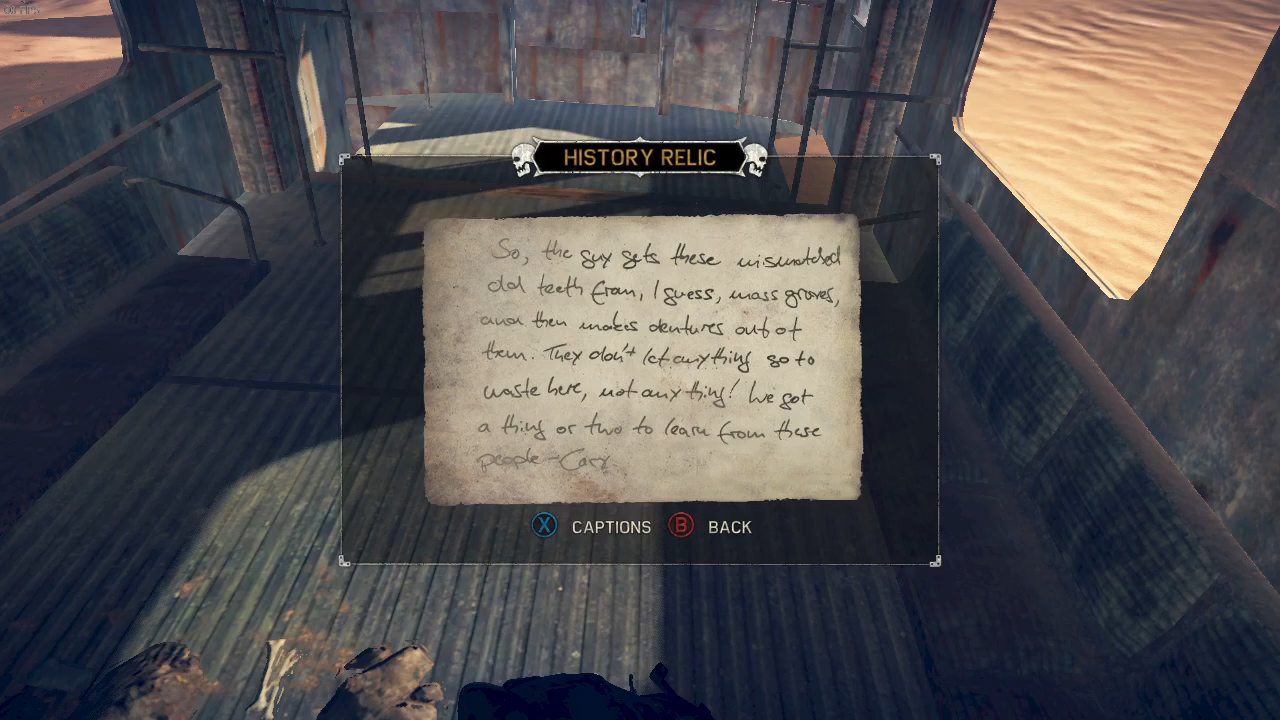 HISTORY RELIC
So, the guy gets these mismatched
old teeth from, I guess, mass graves,
and then makes dentures out of
them. They don't let anything go to
waste here, not anything! We got
a thing or two to learn from these
people - Cary
X CAPTIONS B BACK